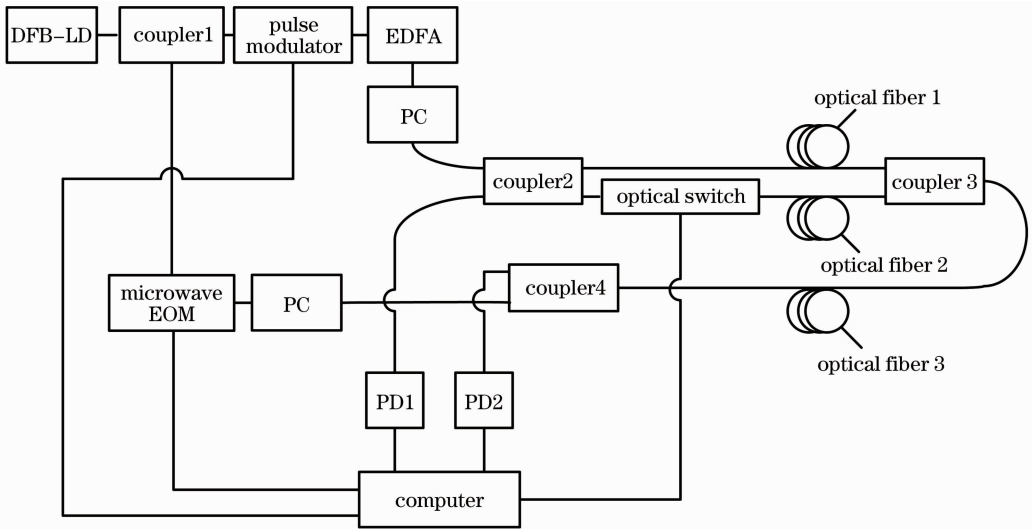 DFB-LD
coupler1
pulse
modulator
EDFA
PC
optical fiber 1
coupler2
optical switch
coupler 3
optical fiber 2
microwave
EOM
PC
coupler4
optical fiber 3
PD1
PD2
computer